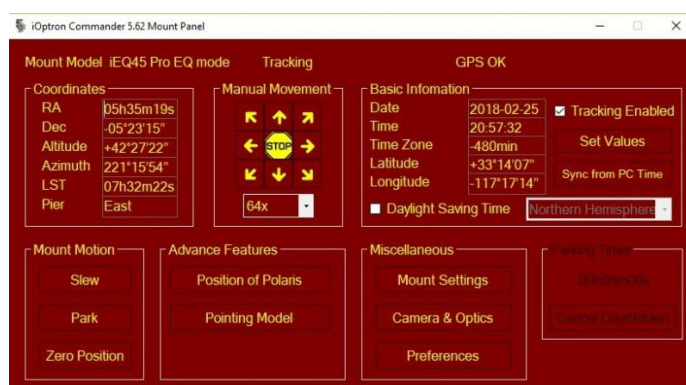 iOptron Commander 5.62 Mount Panel
Mount Model iEQ45 Pro EQ mode Tracking GPS OK
Coordinates
RA 05h35m19s
Dec -05°23'15"
Altitude +42°27'22"
Azimuth 221°15'54"
LST 07h32m22s
Pier East
Manual Movement
STOP
64x
Basic Infomation
Date 2018-02-25
Time 20:57:32
Time Zone -480min
Latitude +33°14'07"
Longitude -117°17'14"
Daylight Saving Time Northern Hemisphere
Tracking Enabled
Set Values
Sync from PC Time
Mount Motion
Slew
Park
Zero Position
Advance Features
Position of Polaris
Pointing Model
Miscellaneous
Mount Settings
Camera & Optics
Preferences
Parking Timer
00h00m00s
Cancel Countdown